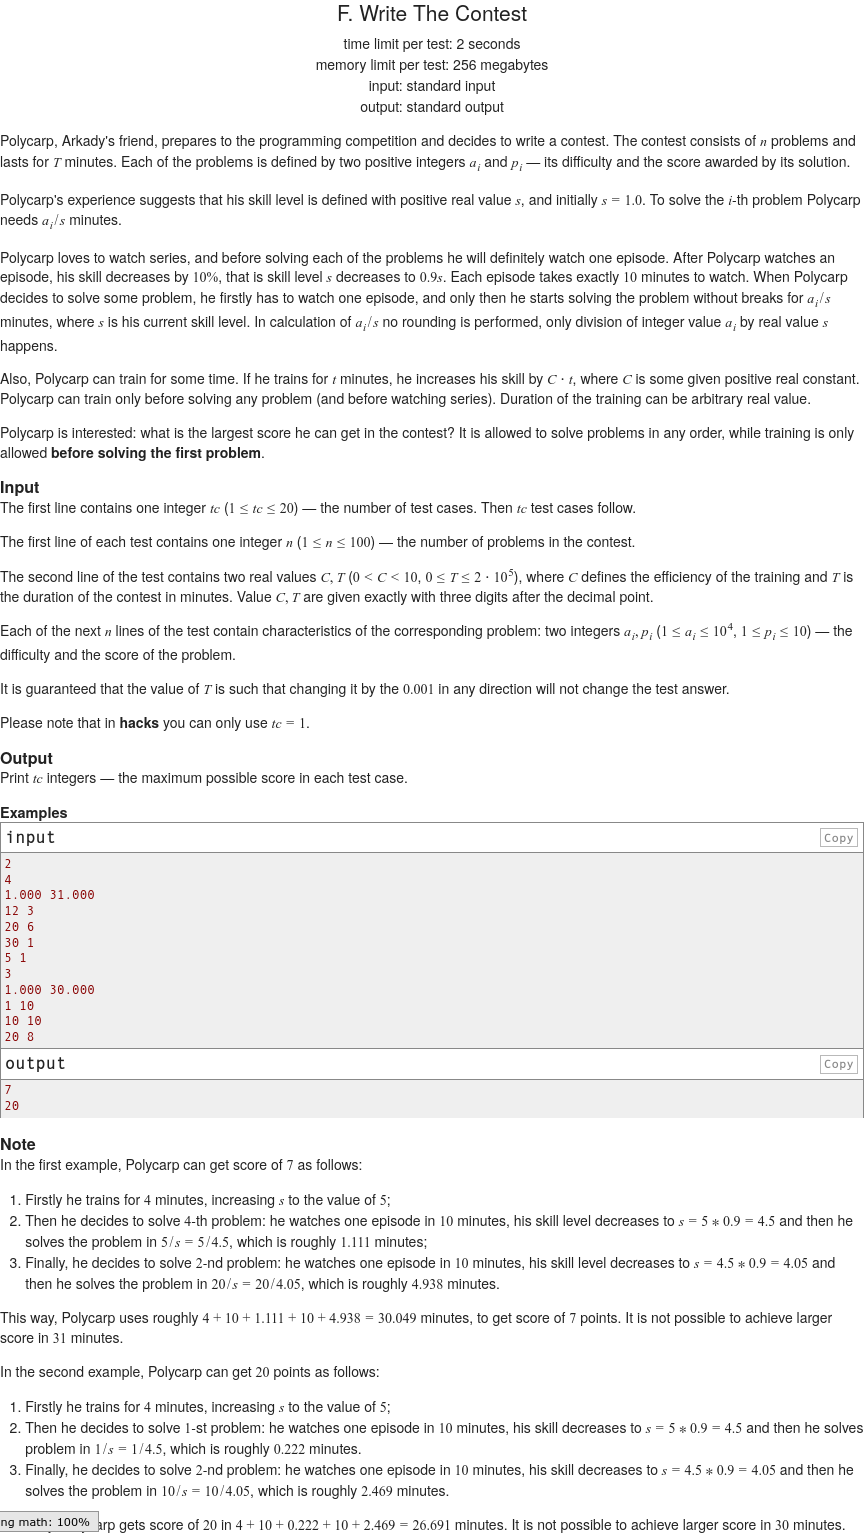 F. Write The Contest
time limit per test: 2 seconds
memory limit per test: 256 megabytes
input: standard input
output: standard output
Polycarp, Arkady's friend, prepares to the programming competition and decides to write a contest. The contest consists of n problems and
lasts for T minutes. Each of the problems is defined by two positive integers a_i and p_i — its difficulty and the score awarded by its solution.
Polycarp's experience suggests that his skill level is defined with positive real value s, and initially s = 1.0. To solve the i-th problem Polycarp
needs a_i/s minutes.
Polycarp loves to watch series, and before solving each of the problems he will definitely watch one episode. After Polycarp watches an
episode, his skill decreases by 10%, that is skill level s decreases to 0.9s. Each episode takes exactly 10 minutes to watch. When Polycarp
decides to solve some problem, he firstly has to watch one episode, and only then he starts solving the problem without breaks for a_i/s
minutes, where s is his current skill level. In calculation of a_i/s no rounding is performed, only division of integer value a_i by real value s
happens.
Also, Polycarp can train for some time. If he trains for t minutes, he increases his skill by C · t, where C is some given positive real constant.
Polycarp can train only before solving any problem (and before watching series). Duration of the training can be arbitrary real value.
Polycarp is interested: what is the largest score he can get in the contest? It is allowed to solve problems in any order, while training is only
allowed before solving the first problem.
Input
The first line contains one integer tc (1 ≤ tc ≤ 20) — the number of test cases. Then tc test cases follow.
The first line of each test contains one integer n (1 ≤ n ≤ 100) — the number of problems in the contest.
The second line of the test contains two real values C, T (0 < C < 10, 0 ≤ T ≤ 2 · 10^5), where C defines the efficiency of the training and T is
the duration of the contest in minutes. Value C, T are given exactly with three digits after the decimal point.
Each of the next n lines of the test contain characteristics of the corresponding problem: two integers a_i, p_i (1 ≤ a_i ≤ 10^4, 1 ≤ p_i ≤ 10) — the
difficulty and the score of the problem.
It is guaranteed that the value of T is such that changing it by the 0.001 in any direction will not change the test answer.
Please note that in hacks you can only use tc = 1.
Output
Print tc integers — the maximum possible score in each test case.
Examples
input
Copy
2
4
1.000 31.000
12 3
20 6
30 1
5 1
3
1.000 30.000
1 10
10 10
20 8
output
Copy
7
20
Note
In the first example, Polycarp can get score of 7 as follows:
1. Firstly he trains for 4 minutes, increasing s to the value of 5;
2. Then he decides to solve 4-th problem: he watches one episode in 10 minutes, his skill level decreases to s = 5 * 0.9 = 4.5 and then he
solves the problem in 5/s = 5/4.5, which is roughly 1.111 minutes;
3. Finally, he decides to solve 2-nd problem: he watches one episode in 10 minutes, his skill level decreases to s = 4.5 * 0.9 = 4.05 and then he
solves the problem in 20/s = 20/4.05, which is roughly 4.938 minutes.
This way, Polycarp uses roughly 4 + 10 + 1.111 + 10 + 4.938 = 30.049 minutes, to get score of 7 points. It is not possible to achieve larger
score in 31 minutes.
In the second example, Polycarp can get 20 points as follows:
1. Firstly he trains for 4 minutes, increasing s to the value of 5;
2. Then he decides to solve 1-st problem: he watches one episode in 10 minutes, his skill decreases to s = 5 * 0.9 = 4.5 and then he solves
problem in 1/s = 1/4.5, which is roughly 0.222 minutes.
3. Finally, he decides to solve 2-nd problem: he watches one episode in 10 minutes, his skill decreases to s = 4.5 * 0.9 = 4.05 and then he
solves the problem in 10/s = 10/4.05, which is roughly 2.469 minutes.
ng math: 100%
arp gets score of 20 in 4 + 10 + 0.222 + 10 + 2.469 = 26.691 minutes. It is not possible to achieve larger score in 30 minutes.